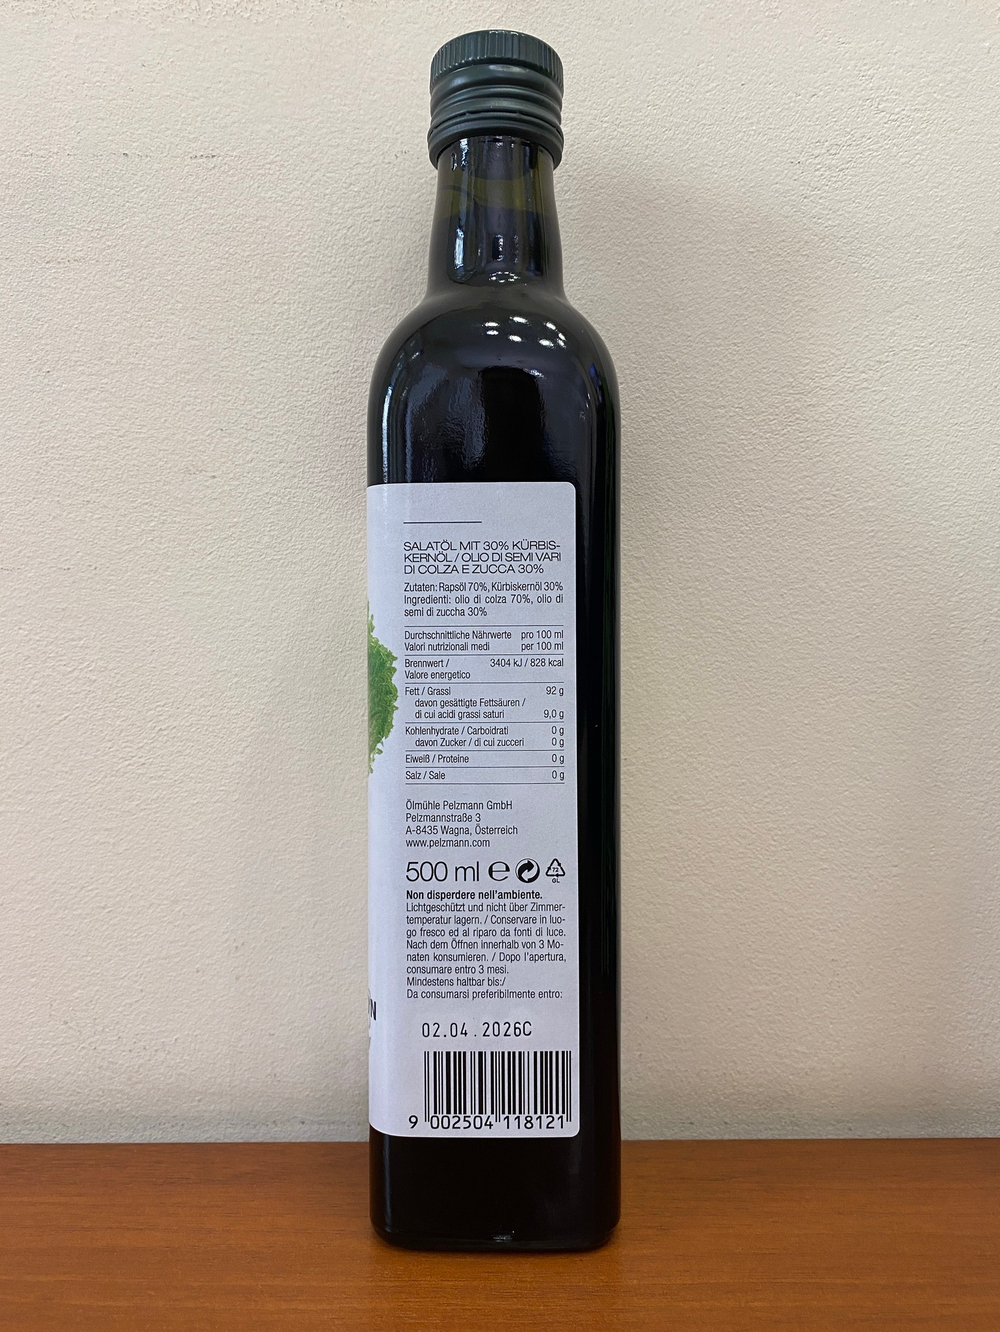 SALATÖL MIT 30% KÜRBIS-
KERNÖL / OLIO DI SEMI VARI
DI COLZA E ZUCCA 30%
Zutaten: Rapsöl 70%, Kürbiskernöl 30%
Ingredienti: olio di colza 70%, olio di
semi di zuccha 30%
Durchschnittliche Nährwerte pro 100 ml
Valori nutrizionali medi per 100 ml
Brennwert / 3404 kJ / 828 kcal
Valore energetico
Fett / Grassi 92 g
davon gesättigte Fettsäuren /
di cui acidi grassi saturi 9,0 g
Kohlenhydrate / Carboidrati 0 g
davon Zucker / di cui zucceri 0 g
Eiweiß / Proteine 0 g
Salz / Sale 0 g
Ölmühle Pelzmann GmbH
Pelzmannstraße 3
A-8435 Wagna, Österreich
www.pelzmann.com
500 ml ℮ 72
GL
Non disperdere nell'ambiente.
Lichtgeschützt und nicht über Zimmer-
temperatur lagern. / Conservare in luo-
go fresco ed al riparo da fonti di luce.
Nach dem Öffnen innerhalb von 3 Mo-
naten konsumieren. / Dopo l'apertura,
consumare entro 3 mesi.
Mindestens haltbar bis:/
Da consumarsi preferibilmente entro:
02.04.2026C
9 002504 118121